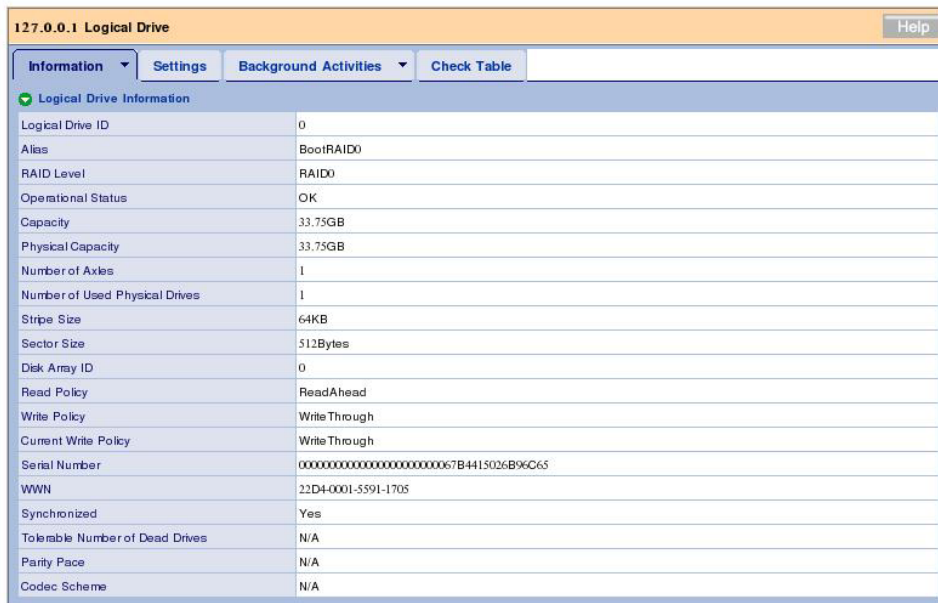 127.0.0.1 Logical Drive Help
Information Settings Background Activities Check Table
Logical Drive Information
Logical Drive ID 0
Alias BootRAID0
RAID Level RAID0
Operational Status OK
Capacity 33.75GB
Physical Capacity 33.75GB
Number of Axles 1
Number of Used Physical Drives 1
Stripe Size 64KB
Sector Size 512Bytes
Disk Array ID 0
Read Policy ReadAhead
Write Policy WriteThrough
Current Write Policy WriteThrough
Serial Number
WWN 22D4-0001-5591-1705
Synchronized Yes
Tolerable Number of Dead Drives N/A
Parity Pace N/A
Codec Scheme N/A